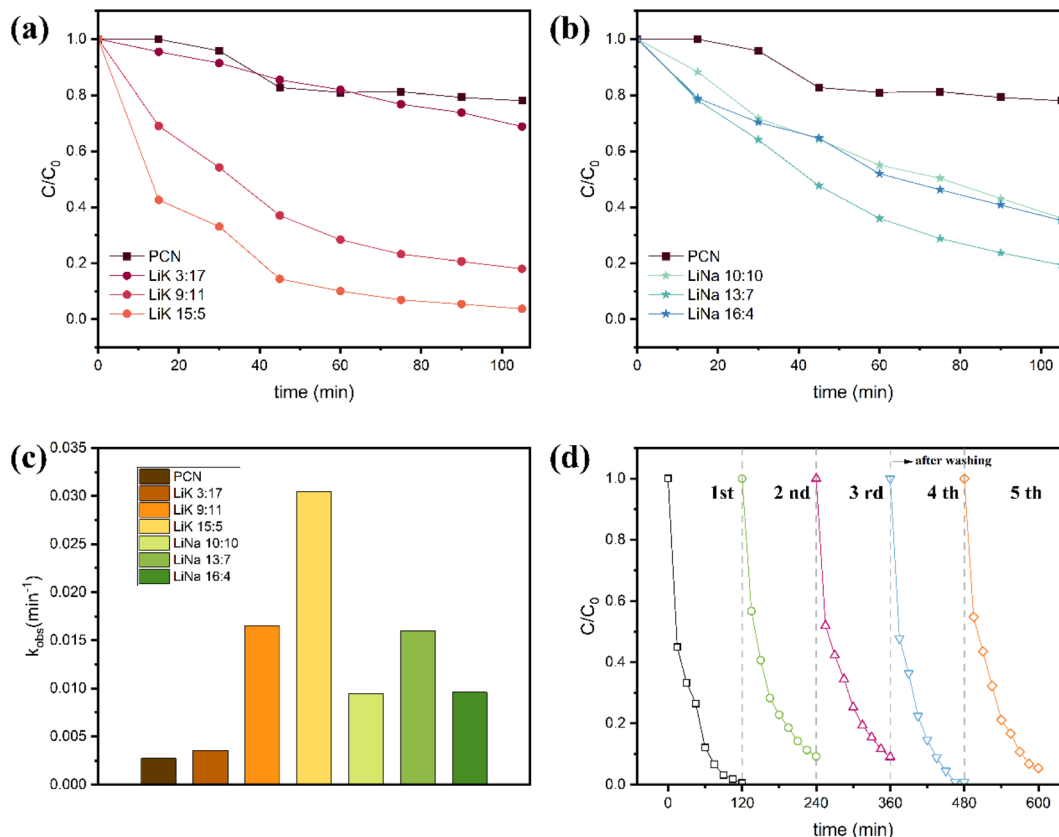 (a)
1.0
0.8
0.6
0.4
0.2
0.0
C/C0
PCN
LiK 3:17
LiK 9:11
LiK 15:5
0 20 40 60 80 100
time (min)
(b)
1.0
0.8
0.6
0.4
0.2
0.0
C/C0
PCN
LiNa 10:10
LiNa 13:7
LiNa 16:4
0 20 40 60 80 100
time (min)
(c)
0.035
0.030
0.025
0.020
0.015
0.010
0.005
0.000
kobs(min-1)
PCN
LiK 3:17
LiK 9:11
LiK 15:5
LiNa 10:10
LiNa 13:7
LiNa 16:4
(d)
after washing
1st 2 nd 3 rd 4 th 5 th
1.0
0.8
0.6
0.4
0.2
0.0
C/C0
0 120 240 360 480 600
time (min)